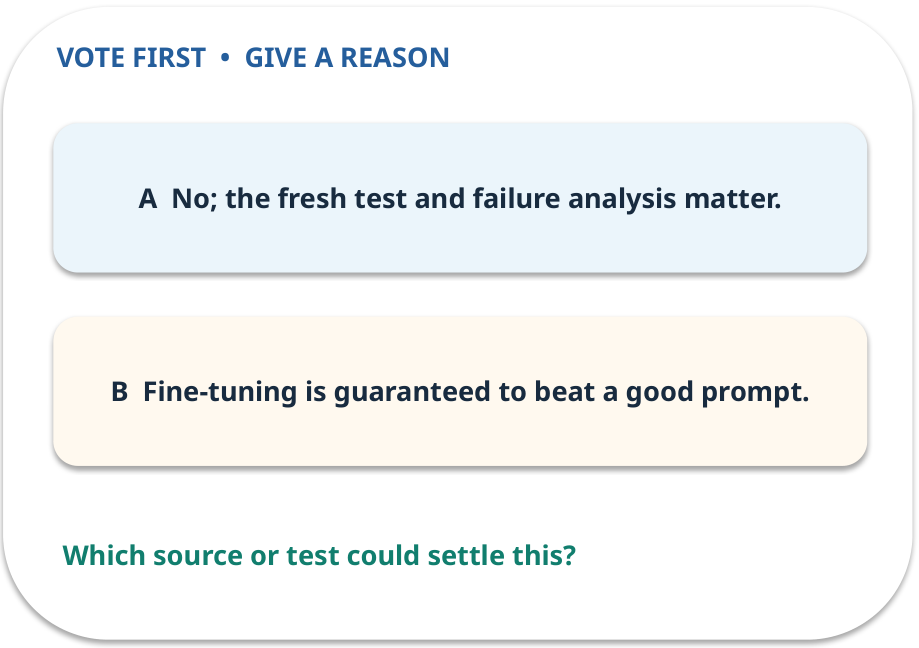 VOTE FIRST • GIVE A REASON
A No; the fresh test and failure analysis matter.
B Fine-tuning is guaranteed to beat a good prompt.
Which source or test could settle this?